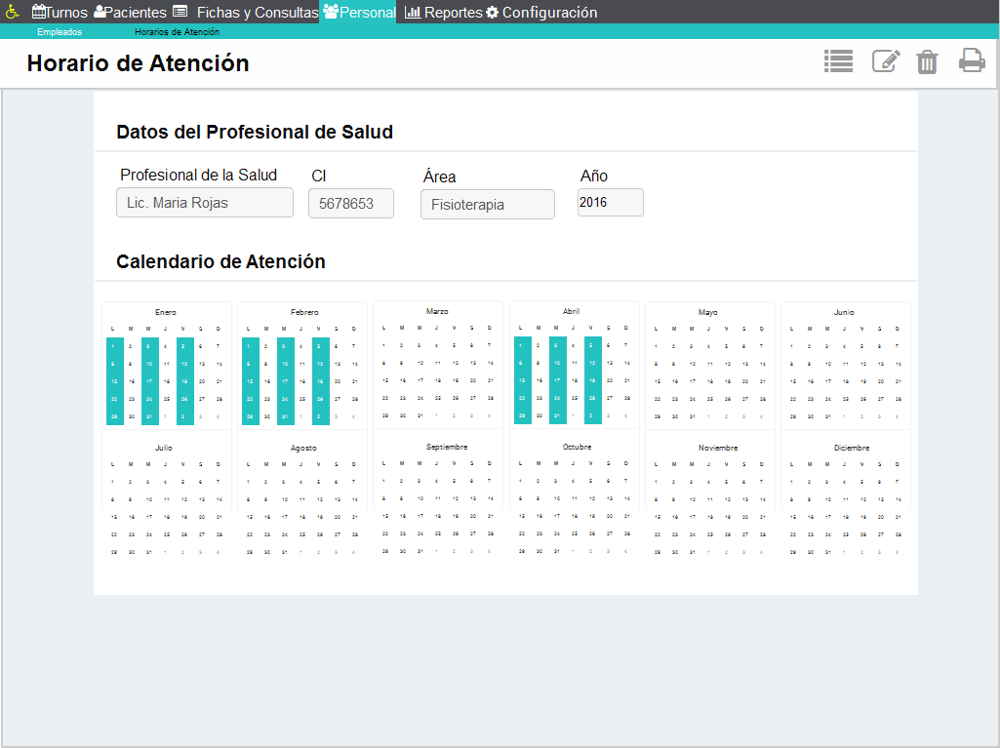 Turnos Pacientes Fichas y Consultas Personal Reportes Configuración
Empleados Horarios de Atención
Horario de Atención
Datos del Profesional de Salud
Profesional de la Salud CI Área Año
Lic. Maria Rojas 5678653 Fisioterapia 2016
Calendario de Atención
Enero Febrero Marzo Abril Mayo Junio
L M M J V S D L M M J V S D L M M J V S D L M M J V S D L M M J V S D L M M J V S D
1 2 3 4 5 6 7 1 2 3 4 5 6 7 1 2 3 4 5 6 7 1 2 3 4 5 6 7 1 2 3 4 5 6 7 1 2 3 4 5 6 7
8 9 10 11 12 13 14 8 9 10 11 12 13 14 8 9 10 11 12 13 14 8 9 10 11 12 13 14 8 9 10 11 12 13 14 8 9 10 11 12 13 14
15 16 17 18 19 20 21 15 16 17 18 19 20 21 15 16 17 18 19 20 21 15 16 17 18 19 20 21 15 16 17 18 19 20 21 15 16 17 18 19 20 21
22 23 24 25 26 27 28 22 23 24 25 26 27 28 22 23 24 25 26 27 28 22 23 24 25 26 27 28 22 23 24 25 26 27 28 22 23 24 25 26 27 28
28 30 31 1 2 3 4 28 30 31 1 2 3 4 28 30 31 1 2 3 4 28 30 31 1 2 3 4 28 30 31 1 2 3 4 28 30 31 1 2 3 4
Julio Agosto Septiembre Octubre Noviembre Diciembre
L M M J V S D L M M J V S D L M M J V S D L M M J V S D L M M J V S D L M M J V S D
1 2 3 4 5 6 7 1 2 3 4 5 6 7 1 2 3 4 5 6 7 1 2 3 4 5 6 7 1 2 3 4 5 6 7 1 2 3 4 5 6 7
8 9 10 11 12 13 14 8 9 10 11 12 13 14 8 9 10 11 12 13 14 8 9 10 11 12 13 14 8 9 10 11 12 13 14 8 9 10 11 12 13 14
15 16 17 18 19 20 21 15 16 17 18 19 20 21 15 16 17 18 19 20 21 15 16 17 18 19 20 21 15 16 17 18 19 20 21 15 16 17 18 19 20 21
22 23 24 25 26 27 28 22 23 24 25 26 27 28 22 23 24 25 26 27 28 22 23 24 25 26 27 28 22 23 24 25 26 27 28 22 23 24 25 26 27 28
28 30 31 1 2 3 4 28 30 31 1 2 3 4 28 30 31 1 2 3 4 28 30 31 1 2 3 4 28 30 31 1 2 3 4 28 30 31 1 2 3 4